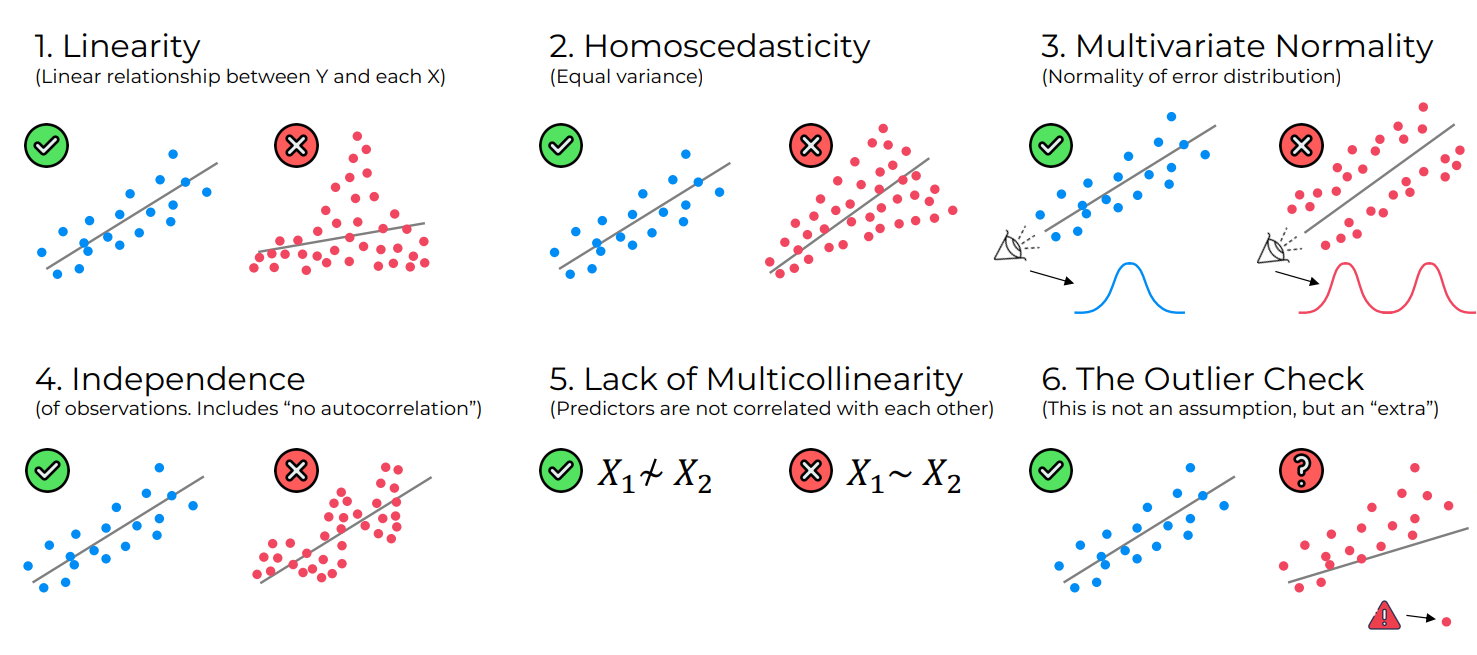 1. Linearity
(Linear relationship between Y and each X)
2. Homoscedasticity
(Equal variance)
3. Multivariate Normality
(Normality of error distribution)
4. Independence
(of observations. Includes “no autocorrelation”)
5. Lack of Multicollinearity
(Predictors are not correlated with each other)
X₁ ≁ X₂
X₁ ~ X₂
6. The Outlier Check
(This is not an assumption, but an “extra”)
?
!